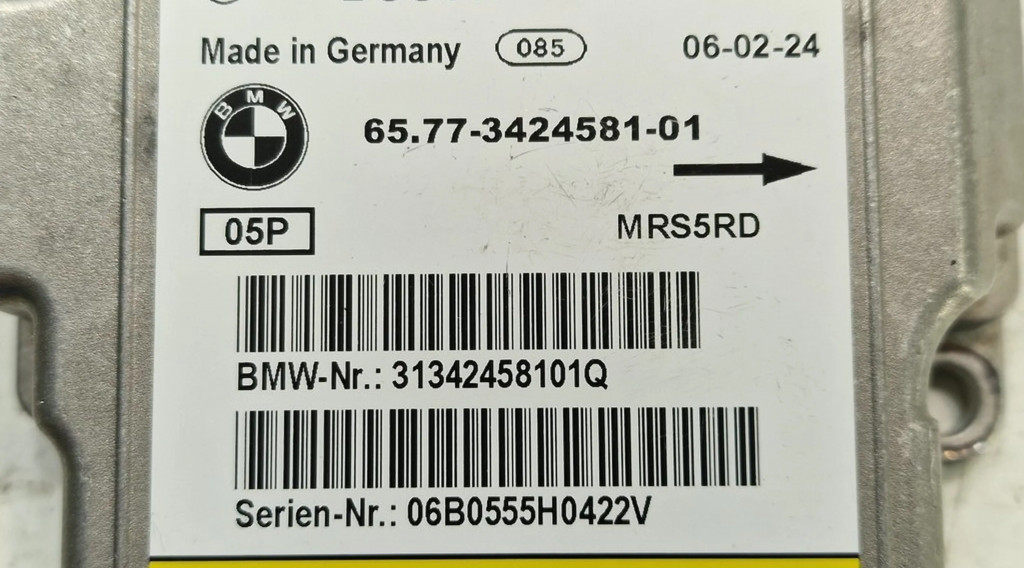 Made in Germany 085 06-02-24
BMW
65.77-3424581-01
05P MRS5RD
BMW-Nr.: 31342458101Q
Serien-Nr.: 06B0555H0422V